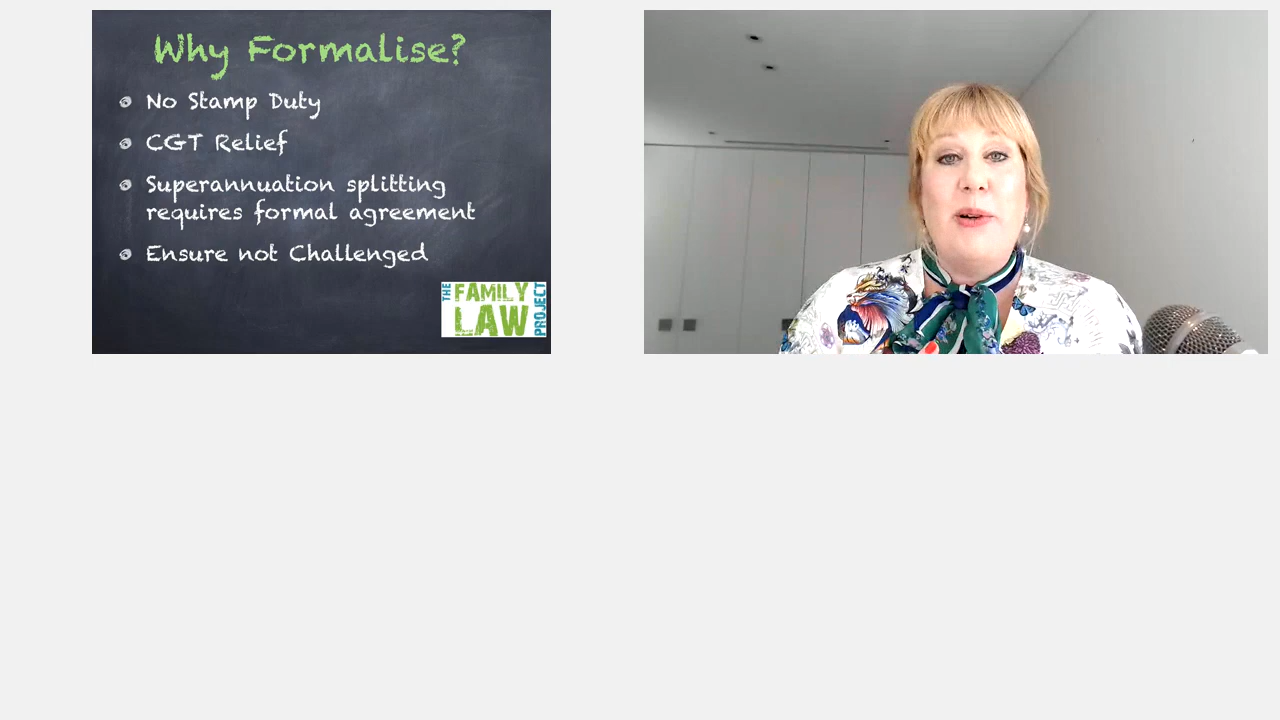 Why Formalise?
No Stamp Duty
CGT Relief
Superannuation splitting
requires formal agreement
Ensure not Challenged
THE
FAMILY
LAW
PROJECT